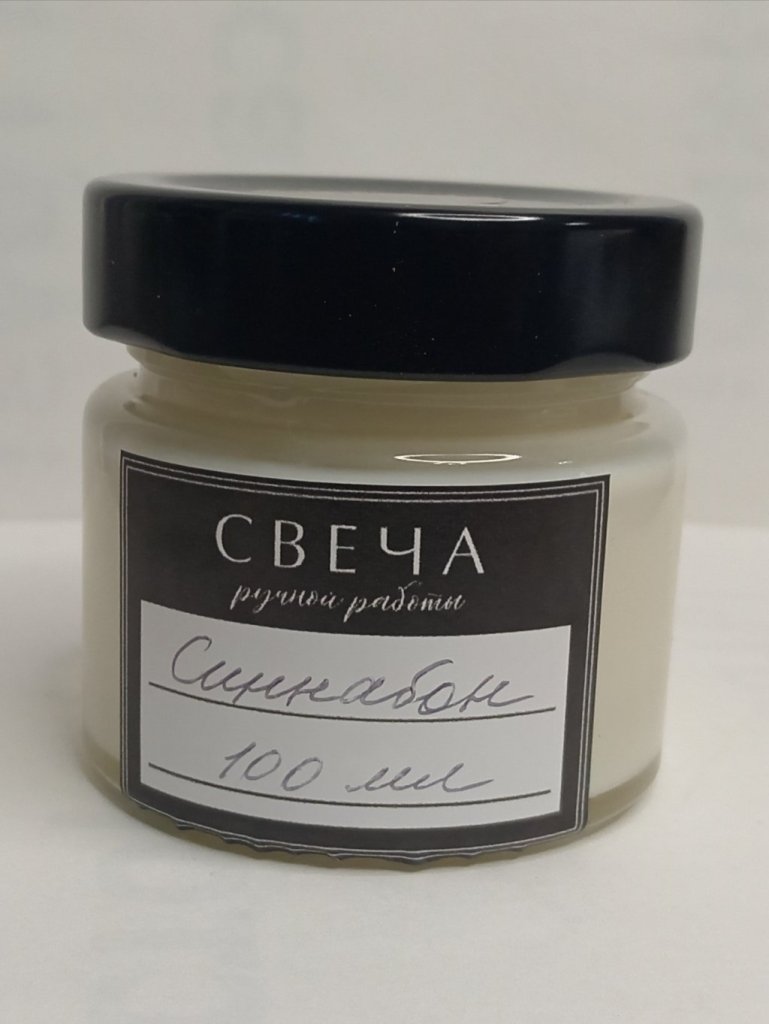 СВЕЧА
ручной работы
Синнабон
100 мл